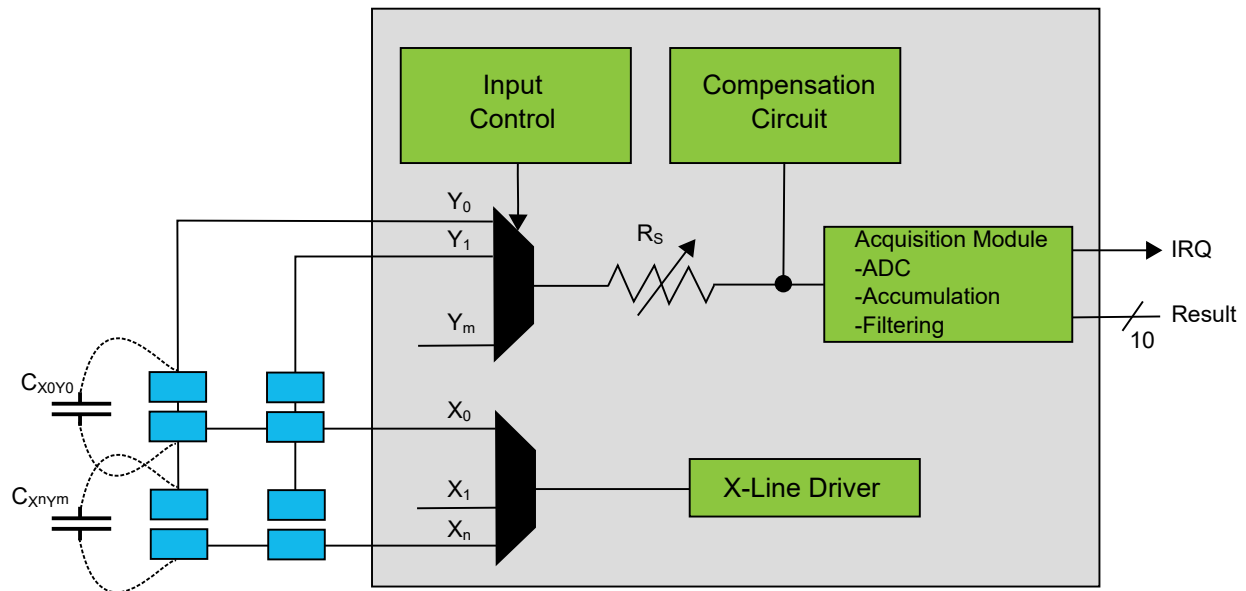 Input
Control
Compensation
Circuit
Y0
Y1
Ym
RS
Acquisition Module
-ADC
-Accumulation
-Filtering
IRQ
Result
10
CX0Y0
CXnYm
X0
X1
Xn
X-Line Driver